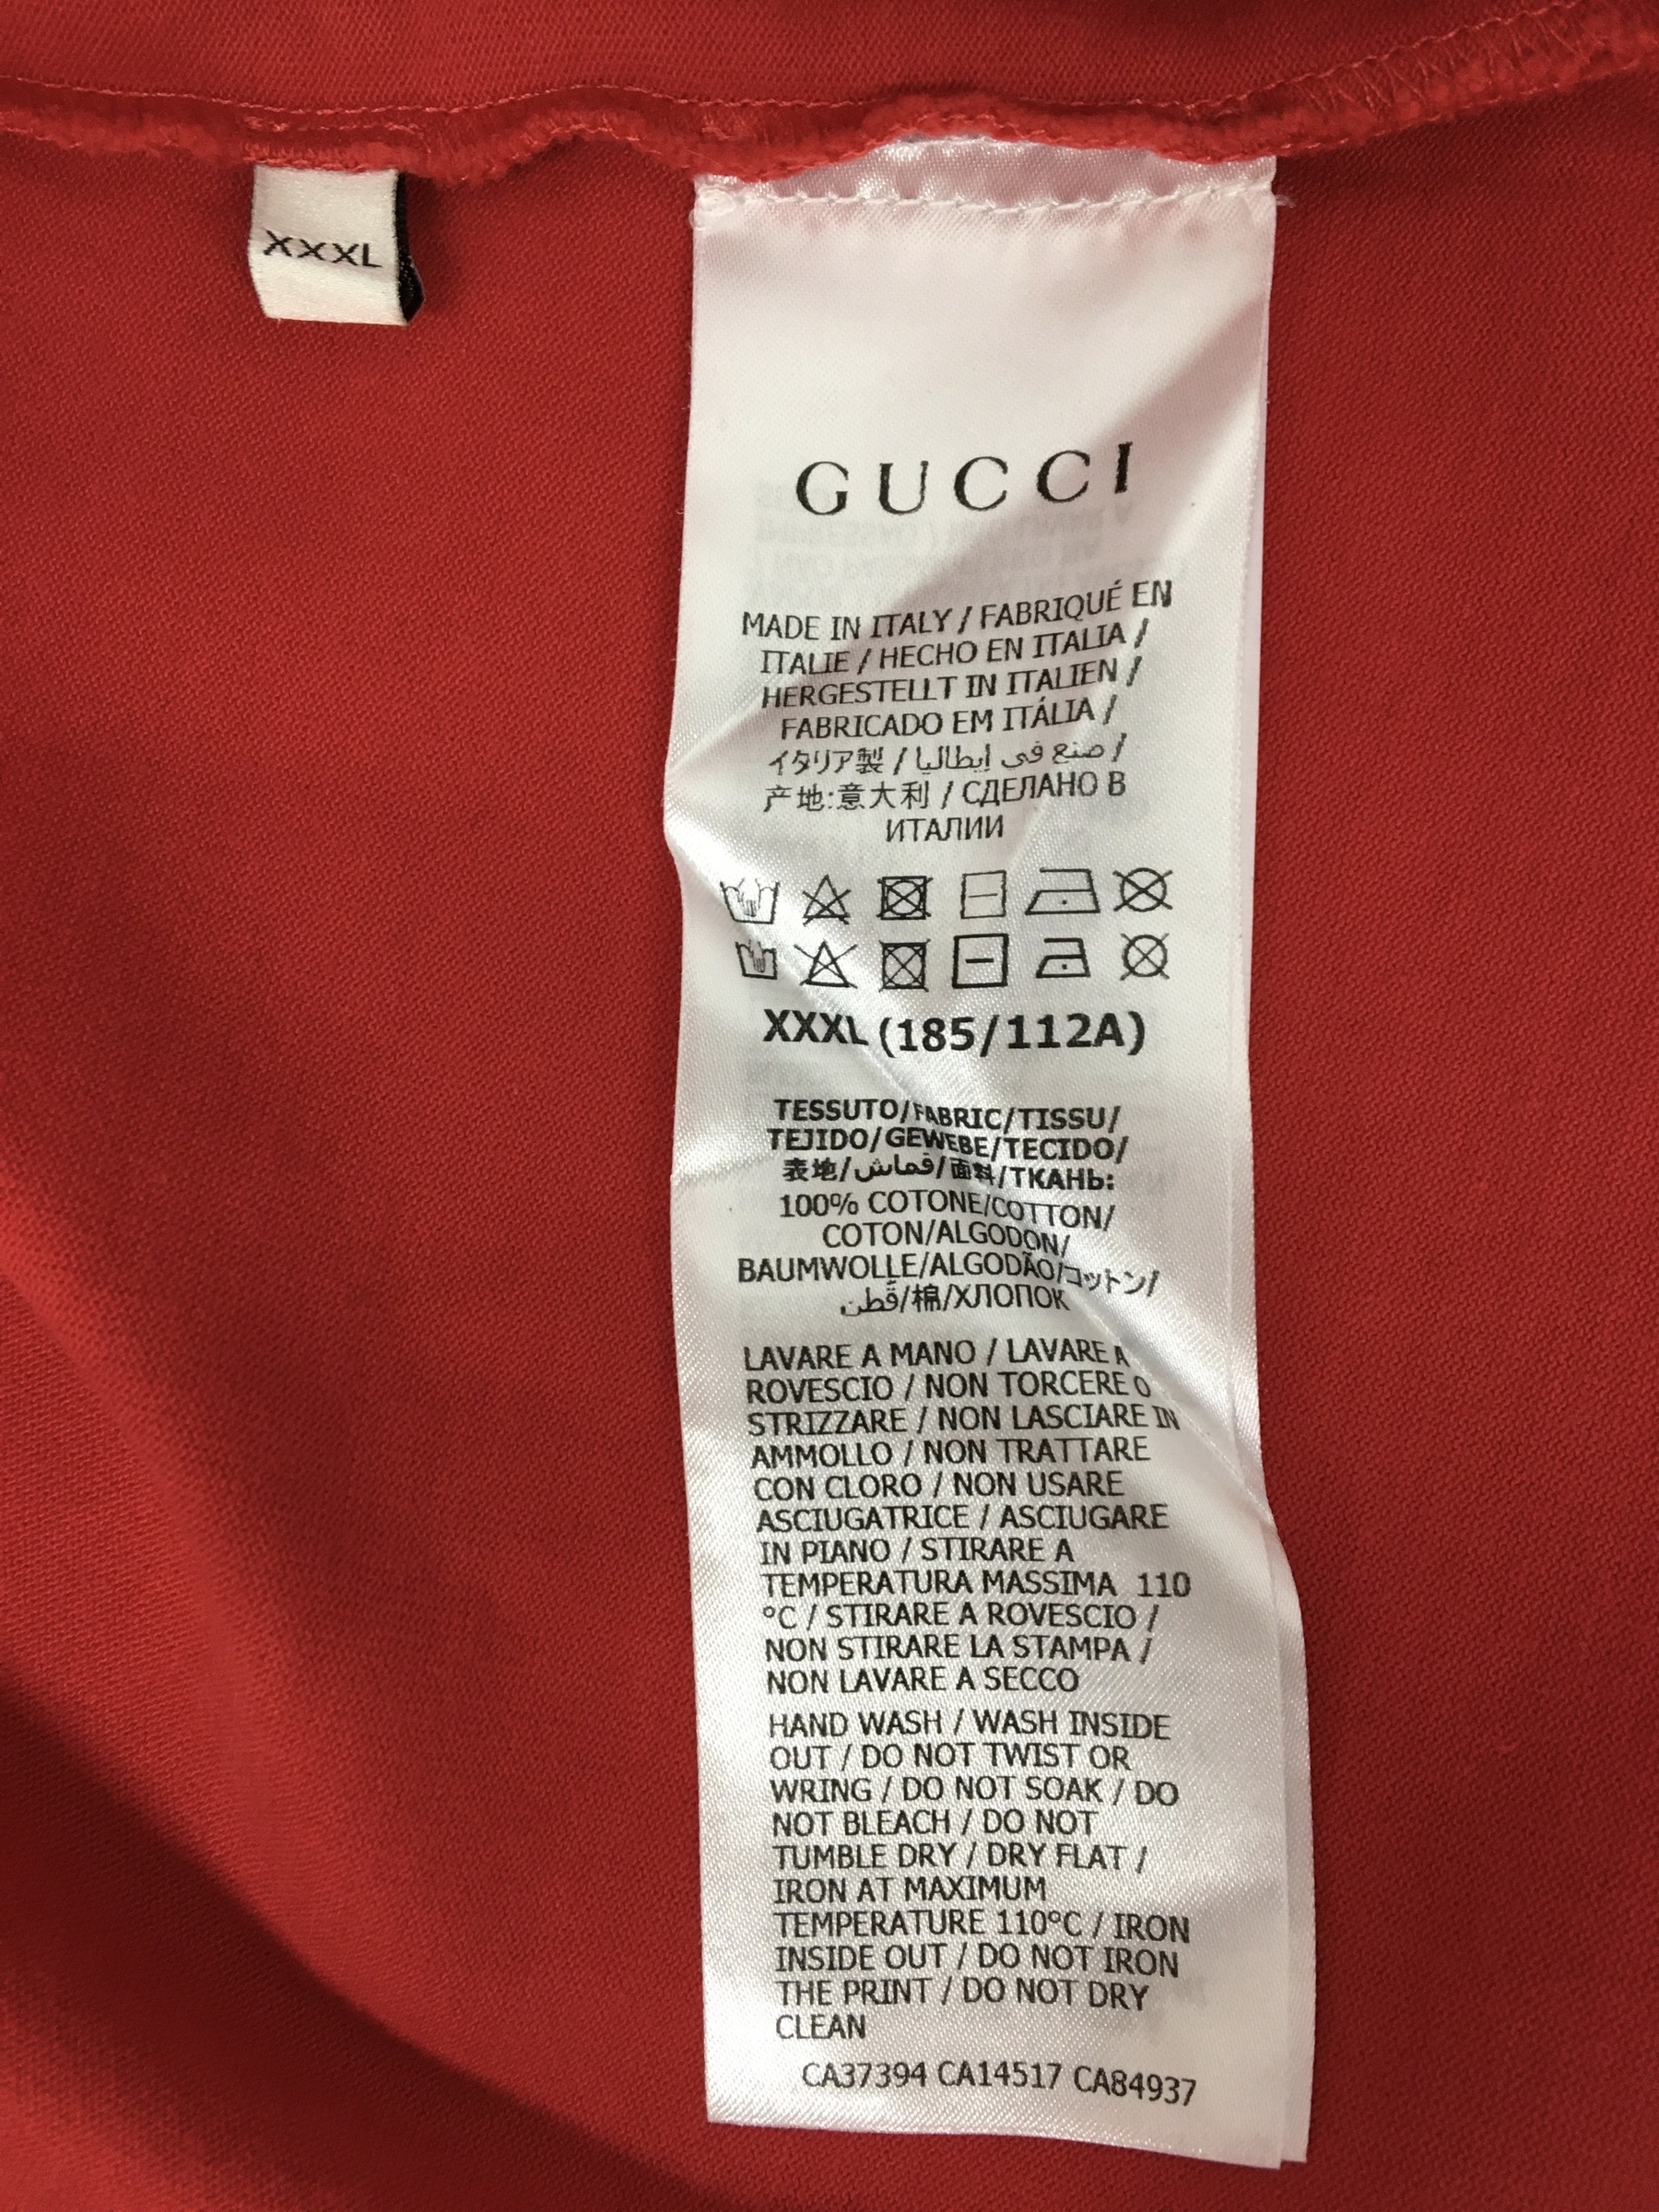 XXXL
GUCCI
MADE IN ITALY / FABRIQUÉ EN
ITALIE / HECHO EN ITALIA /
HERGESTELLT IN ITALIEN /
FABRICADO EM ITÁLIA /
イタリア製 / صنع في إيطاليا /
产地:意大利 / СДЕЛАНО В
ИТАЛИИ
XXXL (185/112A)
TESSUTO/FABRIC/TISSU/
TEJIDO/GEWEBE/TECIDO/
表地/قماش/面料/ТКАНЬ:
100% COTONE/COTTON/
COTON/ALGODON/
BAUMWOLLE/ALGODÃO/コットン/
قطن/棉/ХЛОПОК
LAVARE A MANO / LAVARE A
ROVESCIO / NON TORCERE O
STRIZZARE / NON LASCIARE IN
AMMOLLO / NON TRATTARE
CON CLORO / NON USARE
ASCIUGATRICE / ASCIUGARE
IN PIANO / STIRARE A
TEMPERATURA MASSIMA 110
°C / STIRARE A ROVESCIO /
NON STIRARE LA STAMPA /
NON LAVARE A SECCO
HAND WASH / WASH INSIDE
OUT / DO NOT TWIST OR
WRING / DO NOT SOAK / DO
NOT BLEACH / DO NOT
TUMBLE DRY / DRY FLAT /
IRON AT MAXIMUM
TEMPERATURE 110°C / IRON
INSIDE OUT / DO NOT IRON
THE PRINT / DO NOT DRY
CLEAN
CA37394 CA14517 CA84937